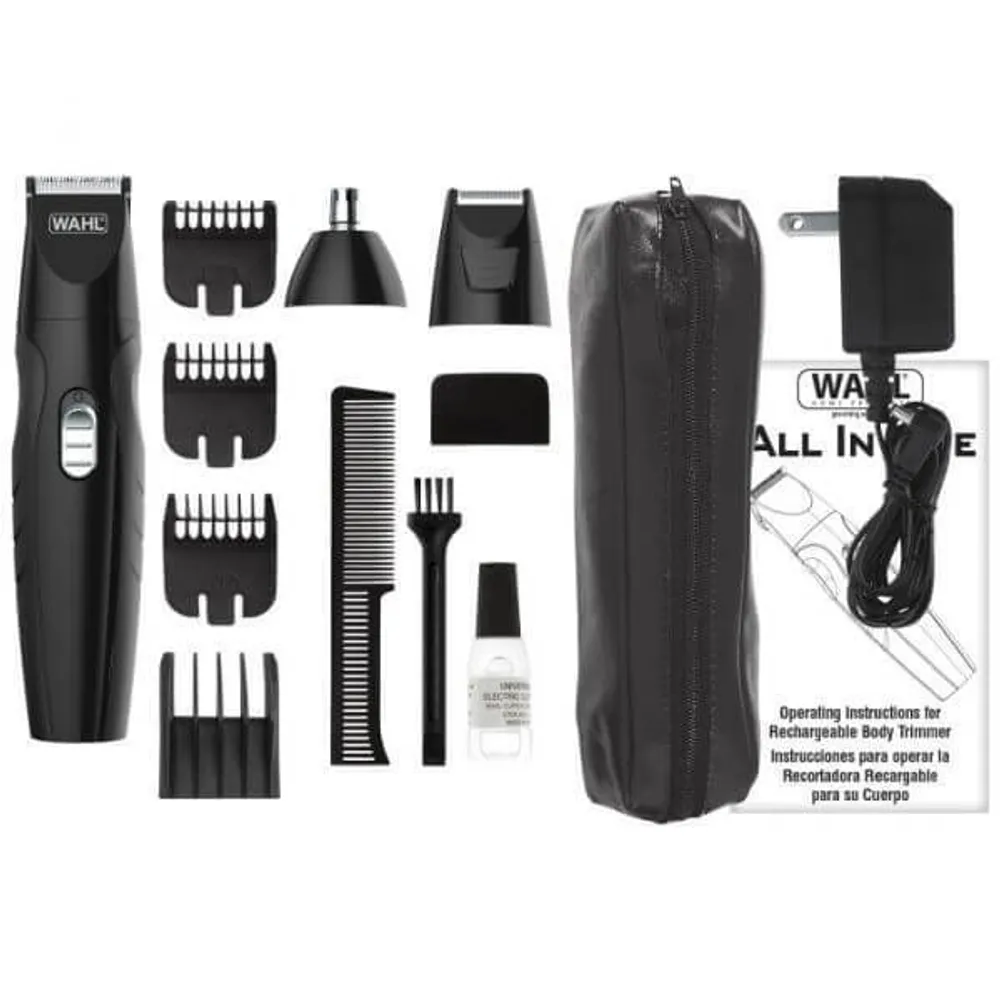 WAHL
WAHL
ALL IN
Operating Instructions for
Rechargeable Body Trimmer
Instrucciones para operar la
Recortadora Recargable
para su Cuerpo
ELECTRIC